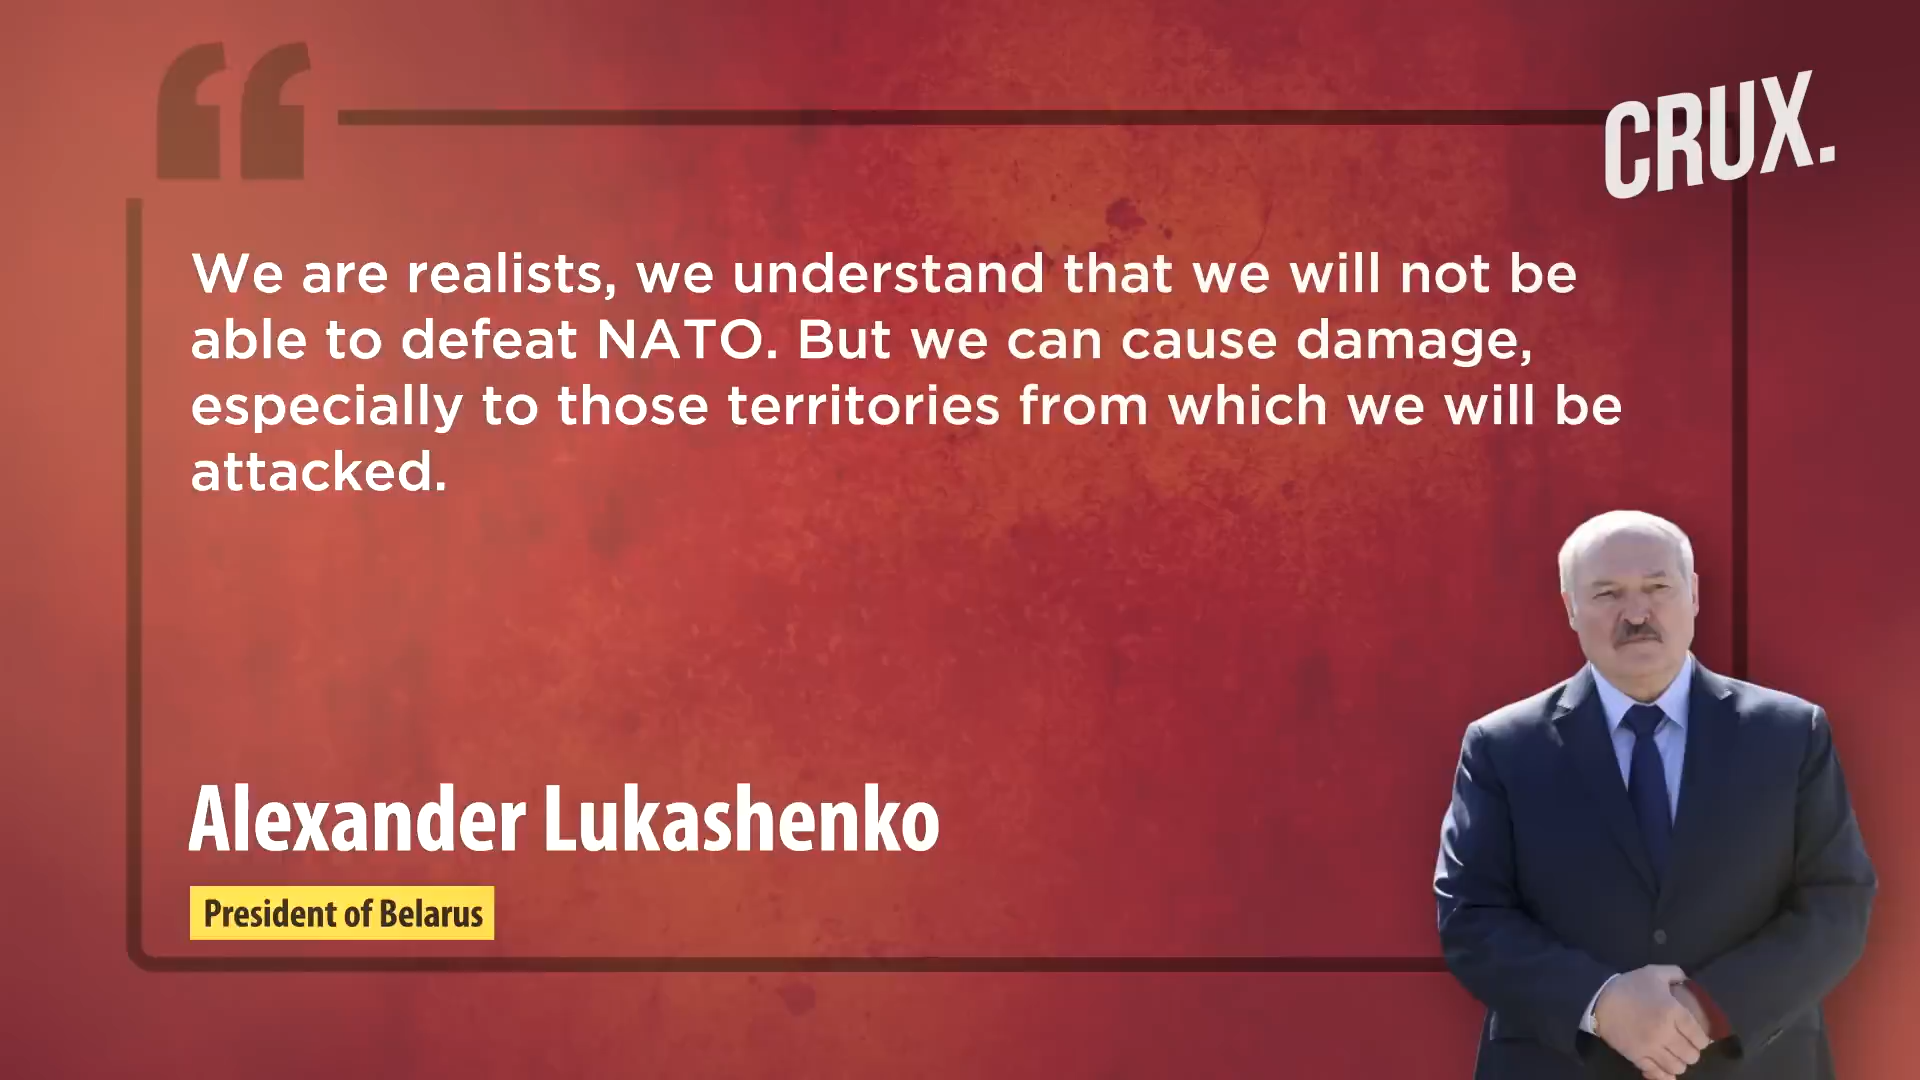 CRUX.
We are realists, we understand that we will not be
able to defeat NATO. But we can cause damage,
especially to those territories from which we will be
attacked.
Alexander Lukashenko
President of Belarus